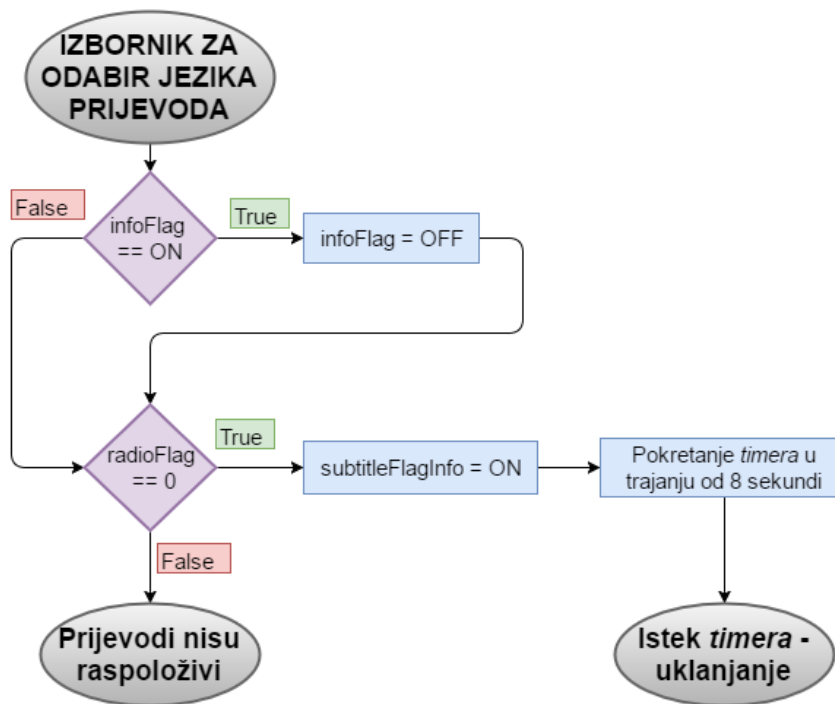 IZBORNIK ZA
ODABIR JEZIKA
PRIJEVODA
False
infoFlag
== ON
True
infoFlag = OFF
radioFlag
== 0
True
subtitleFlagInfo = ON
Pokretanje timera u
trajanju od 8 sekundi
False
Prijevodi nisu
raspoloživi
Istek timera -
uklanjanje